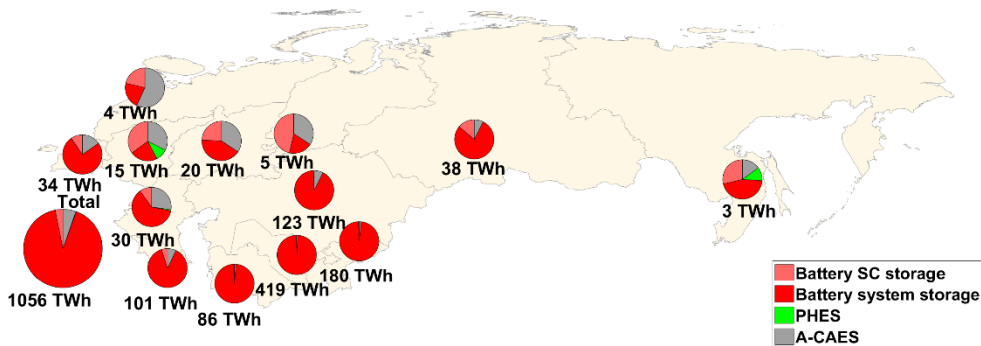 4 TWh
34 TWh
15 TWh
20 TWh
5 TWh
38 TWh
3 TWh
Total
1056 TWh
30 TWh
123 TWh
101 TWh
86 TWh
419 TWh
180 TWh
Battery SC storage
Battery system storage
PHES
A-CAES